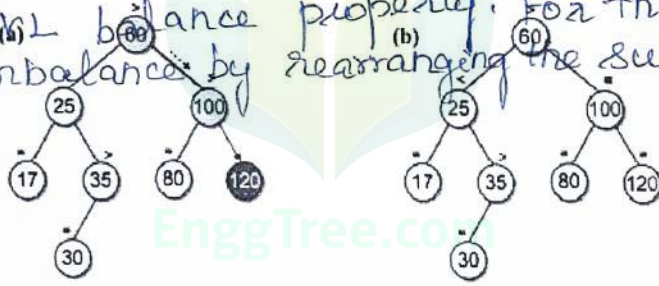 AVL balance property. For th
(a) (b)
nbalance by rearranging the su
60 60
25 100 25 100
17 35 80 120 17 35 80 120
30 30
EnggTree.com